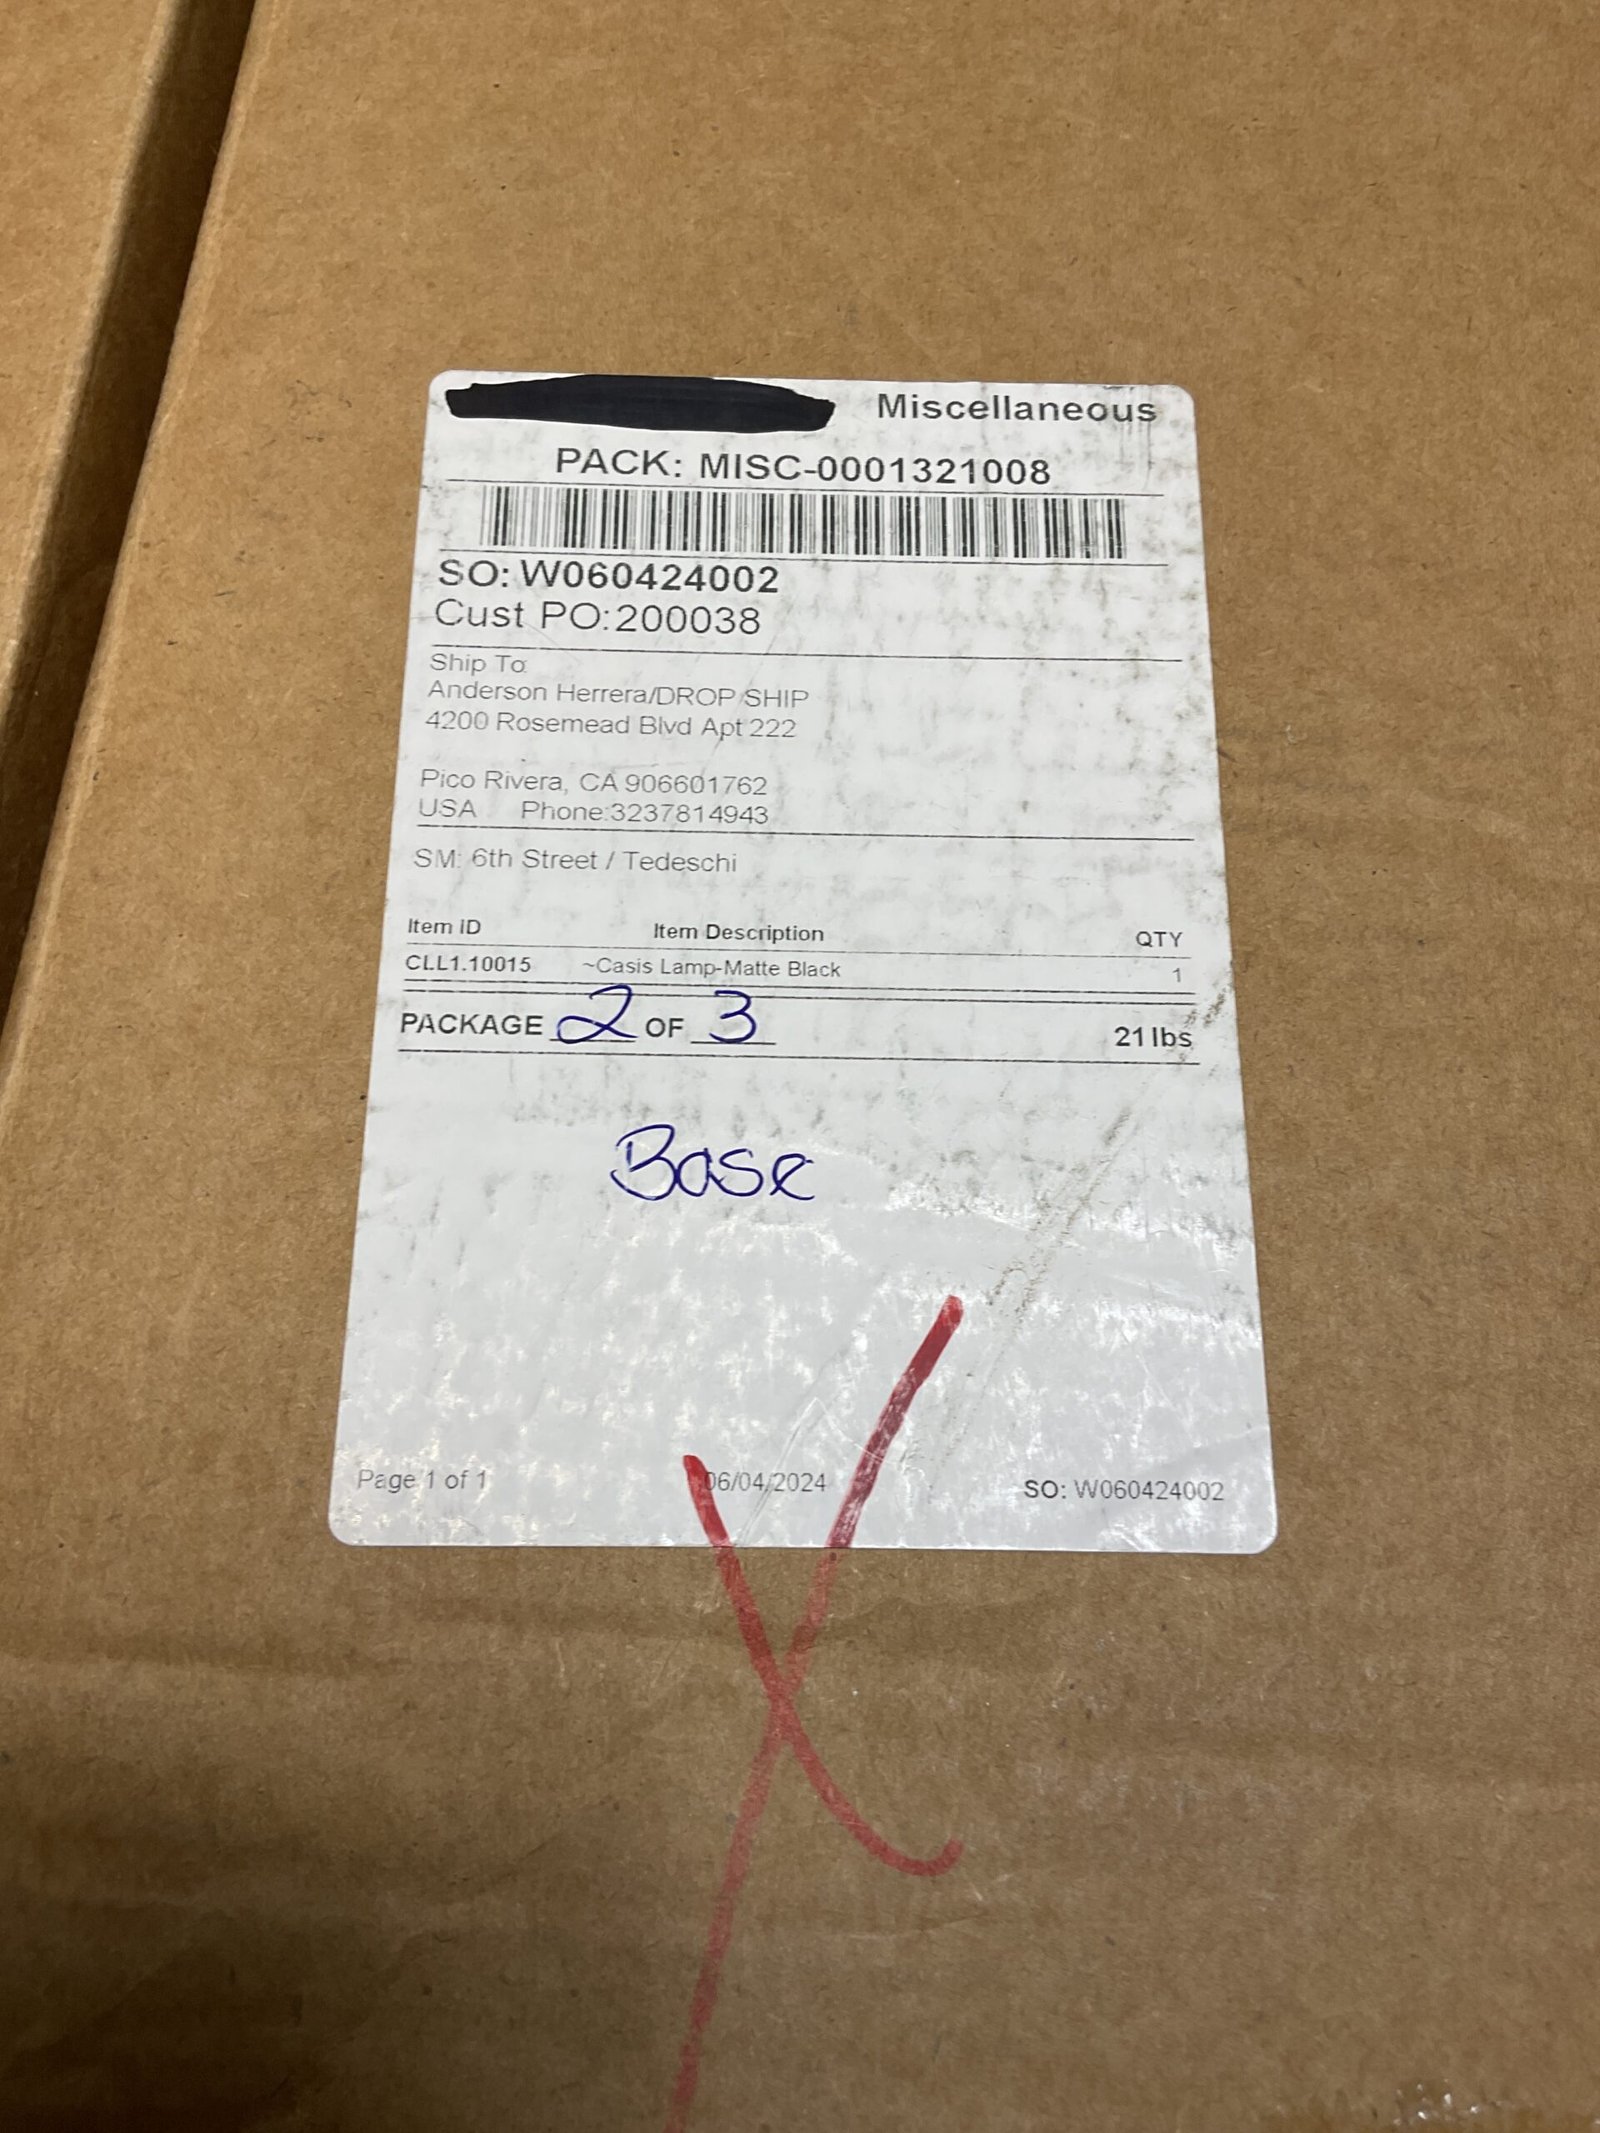 Miscellaneous
PACK: MISC-0001321008
SO: W060424002
Cust PO:200038
Ship To:
Anderson Herrera/DROP SHIP
4200 Rosemead Blvd Apt 222
Pico Rivera, CA 906601762
USA Phone:3237814943
SM: 6th Street / Tedeschi
Item ID Item Description QTY
CLL1.10015 ~Casis Lamp-Matte Black 1
PACKAGE 2 OF 3 21 lbs
Base
Page 1 of 1 06/04/2024 SO: W060424002
X